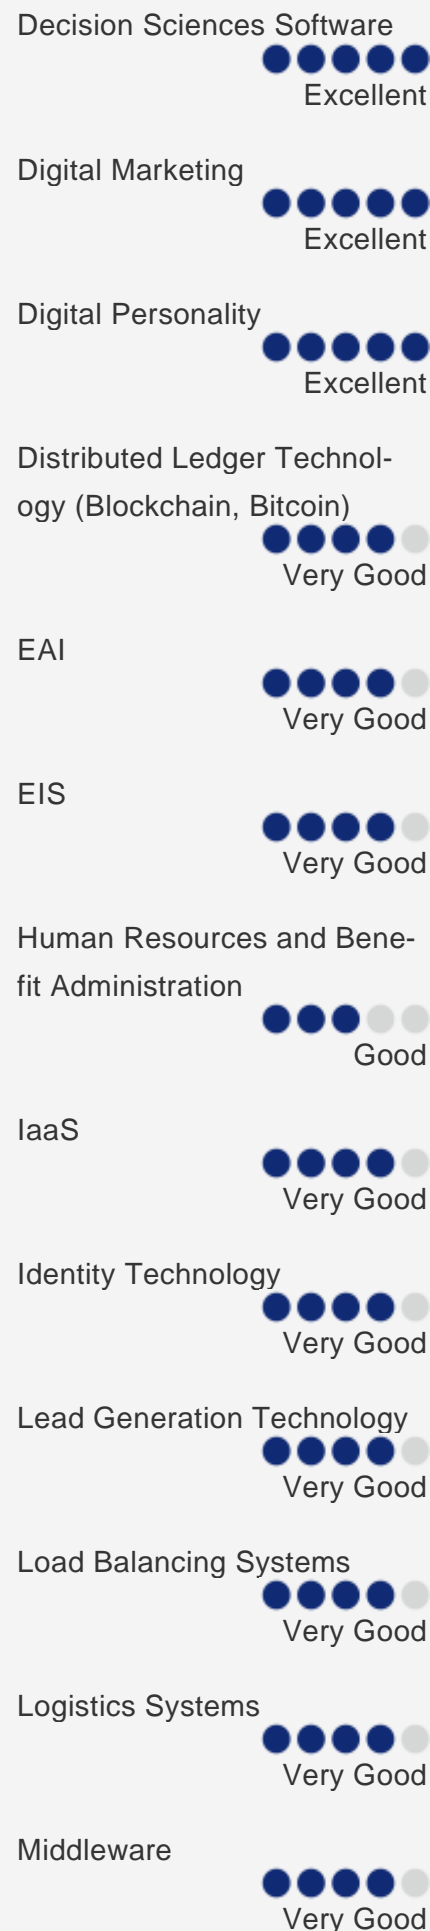 Decision Sciences Software
Excellent
Digital Marketing
Excellent
Digital Personality
Excellent
Distributed Ledger Technol-
ogy (Blockchain, Bitcoin)
Very Good
EAI
Very Good
EIS
Very Good
Human Resources and Bene-
fit Administration
Good
IaaS
Very Good
Identity Technology
Very Good
Lead Generation Technology
Very Good
Load Balancing Systems
Very Good
Logistics Systems
Very Good
Middleware
Very Good